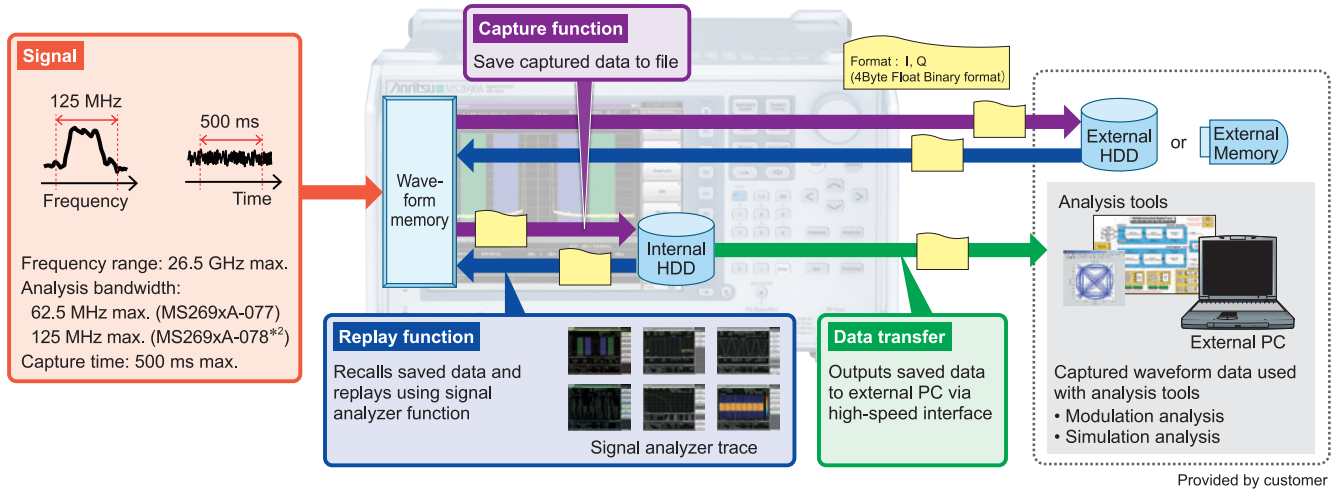 Signal
125 MHz
500 ms
Frequency
Time
Frequency range: 26.5 GHz max.
Analysis bandwidth:
62.5 MHz max. (MS269xA-077)
125 MHz max. (MS269xA-078*2)
Capture time: 500 ms max.
Capture function
Save captured data to file
Anritsu MS2690A
Wave-
form
memory
Internal
HDD
Format : I, Q
(4Byte Float Binary format)
External
HDD
or
External
Memory
Replay function
Recalls saved data and
replays using signal
analyzer function
Signal analyzer trace
Data transfer
Outputs saved data
to external PC via
high-speed interface
Analysis tools
External PC
Captured waveform data used
with analysis tools
• Modulation analysis
• Simulation analysis
Provided by customer